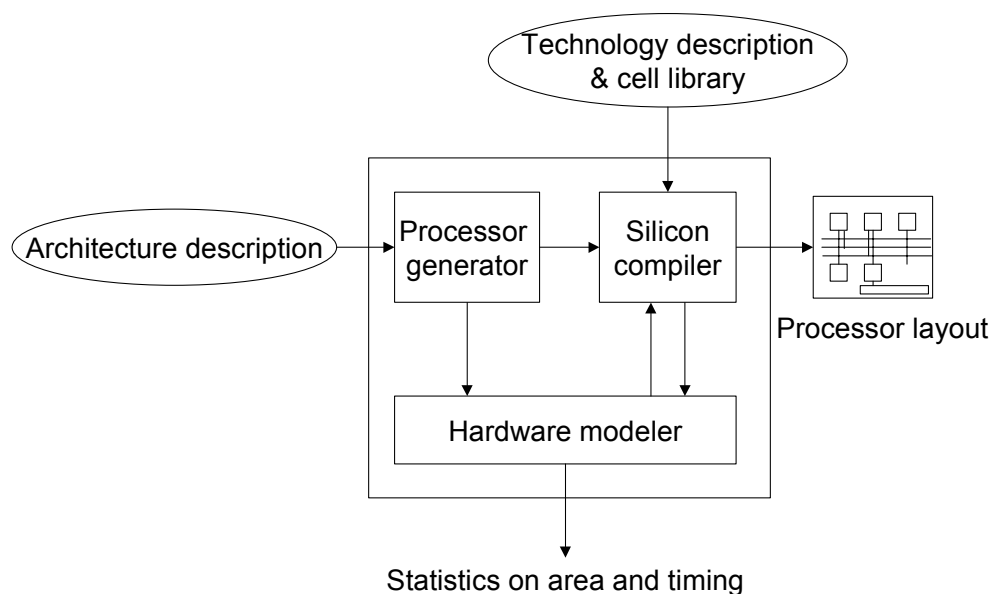 Technology description
& cell library
Architecture description
Processor
generator
Silicon
compiler
Processor layout
Hardware modeler
Statistics on area and timing